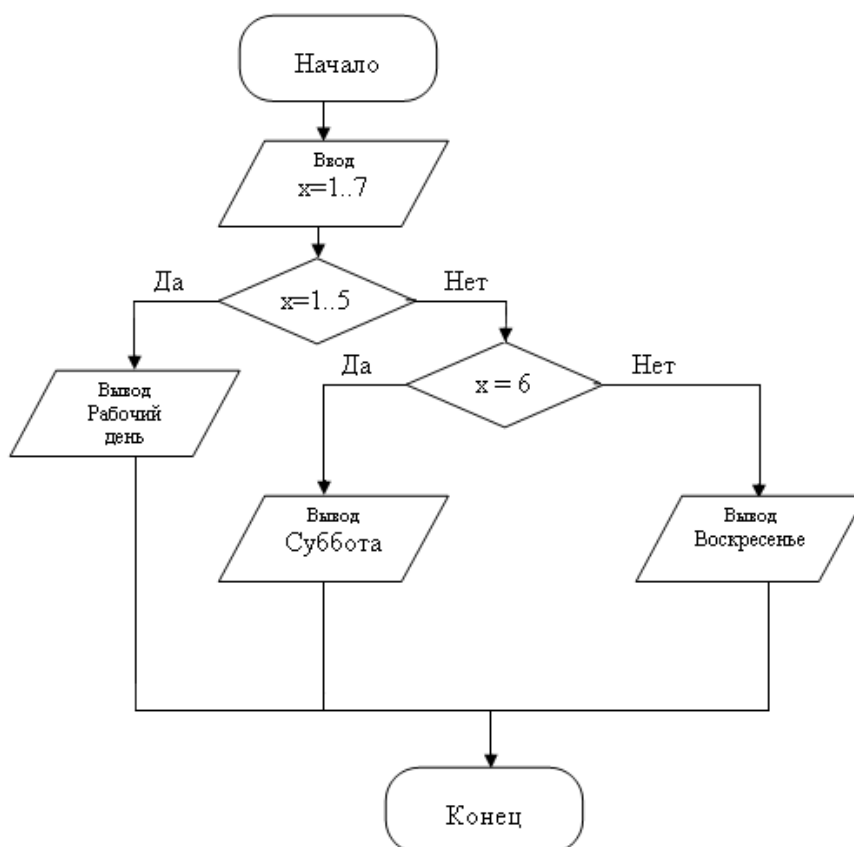 Начало
Ввод
x=1..7
Да
Нет
x=1..5
Да
Нет
x = 6
Вывод
Рабочий
день
Вывод
Суббота
Вывод
Воскресенье
Конец